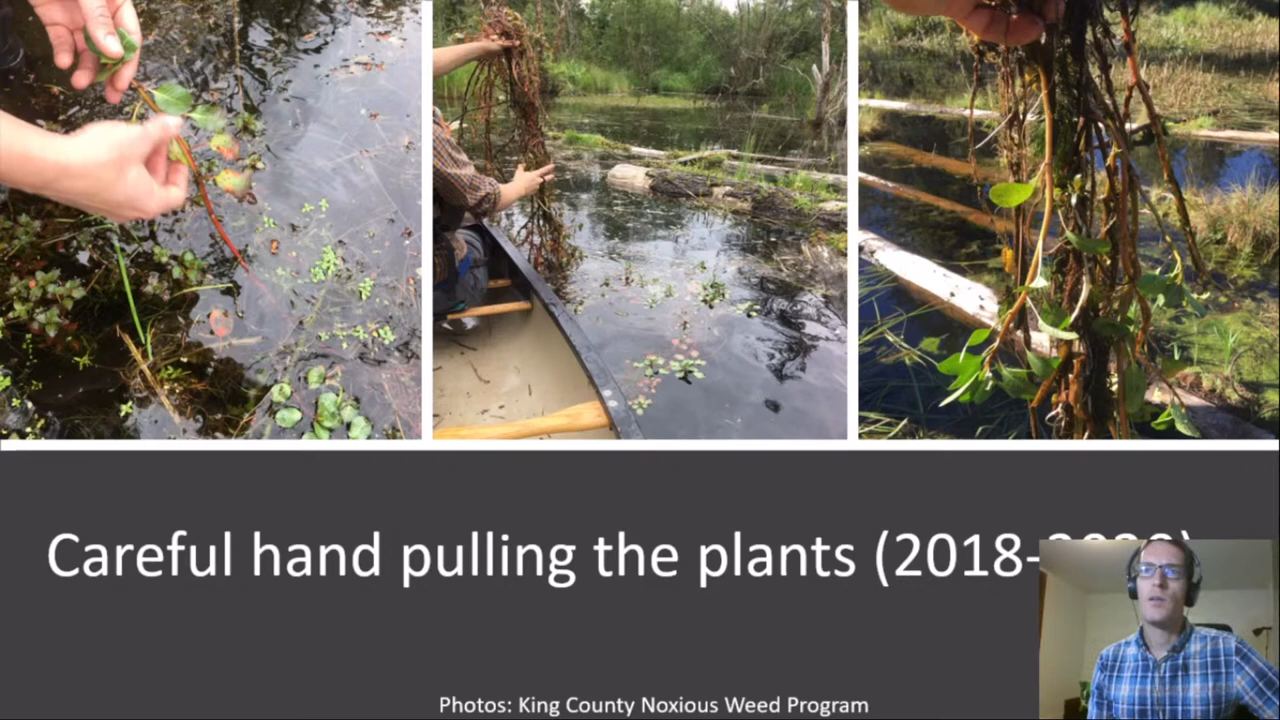 Careful hand pulling the plants (2018-
Photos: King County Noxious Weed Program